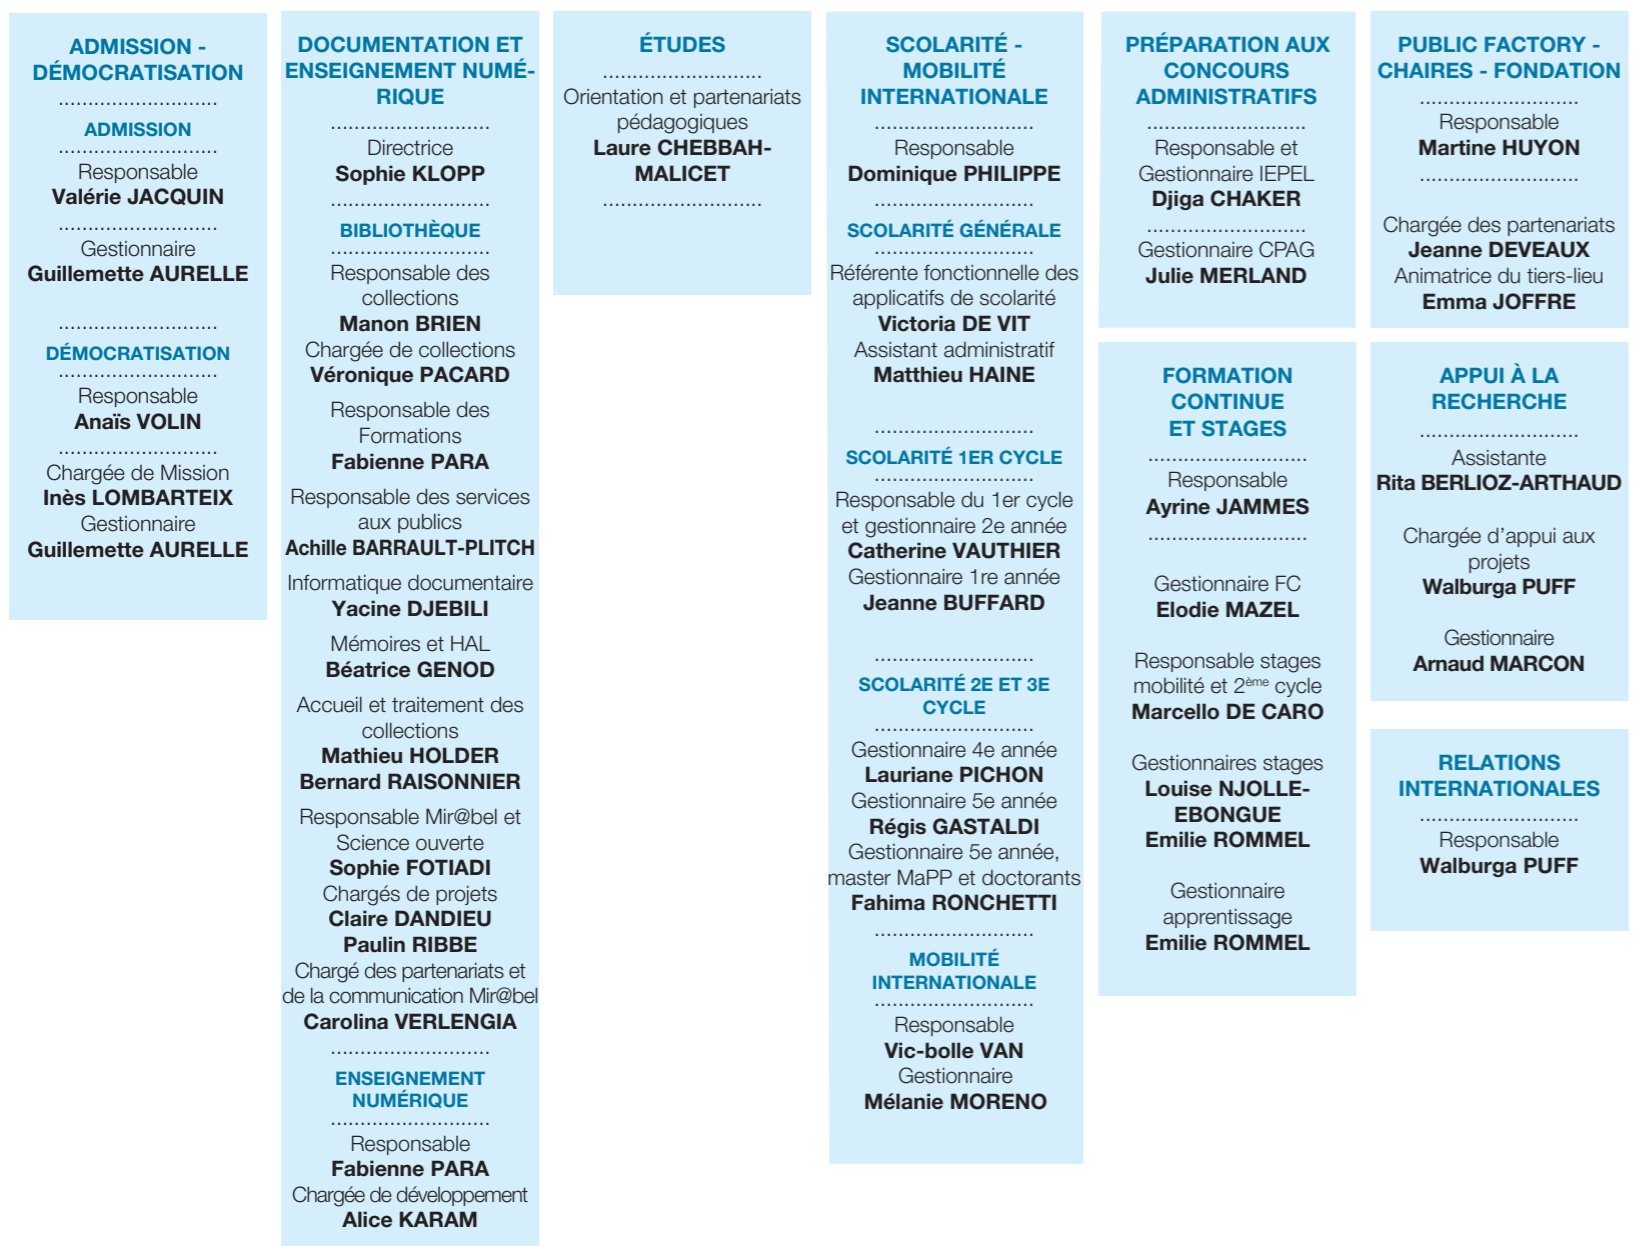 ADMISSION -
DÉMOCRATISATION
...........................
ADMISSION
...........................
Responsable
Valérie JACQUIN
...........................
Gestionnaire
Guillemette AURELLE
...........................
DÉMOCRATISATION
...........................
Responsable
Anaïs VOLIN
...........................
Chargée de Mission
Inès LOMBARTEIX
Gestionnaire
Guillemette AURELLE
DOCUMENTATION ET
ENSEIGNEMENT NUMÉ-
RIQUE
...........................
Directrice
Sophie KLOPP
...........................
BIBLIOTHÈQUE
...........................
Responsable des
collections
Manon BRIEN
Chargée de collections
Véronique PACARD
Responsable des
Formations
Fabienne PARA
Responsable des services
aux publics
Achille BARRAULT-PLITCH
Informatique documentaire
Yacine DJEBILI
Mémoires et HAL
Béatrice GENOD
Accueil et traitement des
collections
Mathieu HOLDER
Bernard RAISONNIER
Responsable Mir@bel et
Science ouverte
Sophie FOTIADI
Chargés de projets
Claire DANDIEU
Paulin RIBBE
Chargé des partenariats et
de la communication Mir@bel
Carolina VERLENGIA
...........................
ENSEIGNEMENT
NUMÉRIQUE
...........................
Responsable
Fabienne PARA
Chargée de développement
Alice KARAM
ÉTUDES
...........................
Orientation et partenariats
pédagogiques
Laure CHEBBAH-
MALICET
...........................
SCOLARITÉ -
MOBILITÉ
INTERNATIONALE
...........................
Responsable
Dominique PHILIPPE
...........................
SCOLARITÉ GÉNÉRALE
...........................
Référente fonctionnelle des
applicatifs de scolarité
Victoria DE VIT
Assistant administratif
Matthieu HAINE
...........................
SCOLARITÉ 1ER CYCLE
...........................
Responsable du 1er cycle
et gestionnaire 2e année
Catherine VAUTHIER
Gestionnaire 1re année
Jeanne BUFFARD
...........................
SCOLARITÉ 2E ET 3E
CYCLE
...........................
Gestionnaire 4e année
Lauriane PICHON
Gestionnaire 5e année
Régis GASTALDI
Gestionnaire 5e année,
master MaPP et doctorants
Fahima RONCHETTI
...........................
MOBILITÉ
INTERNATIONALE
...........................
Responsable
Vic-bolle VAN
Gestionnaire
Mélanie MORENO
PRÉPARATION AUX
CONCOURS
ADMINISTRATIFS
...........................
Responsable et
Gestionnaire IEPEL
Djiga CHAKER
...........................
Gestionnaire CPAG
Julie MERLAND
FORMATION
CONTINUE
ET STAGES
...........................
Responsable
Ayrine JAMMES
...........................
Gestionnaire FC
Elodie MAZEL
Responsable stages
mobilité et 2ème cycle
Marcello DE CARO
Gestionnaires stages
Louise NJOLLE-
EBONGUE
Emilie ROMMEL
Gestionnaire
apprentissage
Emilie ROMMEL
PUBLIC FACTORY -
CHAIRES - FONDATION
...........................
Responsable
Martine HUYON
...........................
Chargée des partenariats
Jeanne DEVEAUX
Animatrice du tiers-lieu
Emma JOFFRE
APPUI À LA
RECHERCHE
...........................
Assistante
Rita BERLIOZ-ARTHAUD
Chargée d’appui aux
projets
Walburga PUFF
Gestionnaire
Arnaud MARCON
RELATIONS
INTERNATIONALES
...........................
Responsable
Walburga PUFF